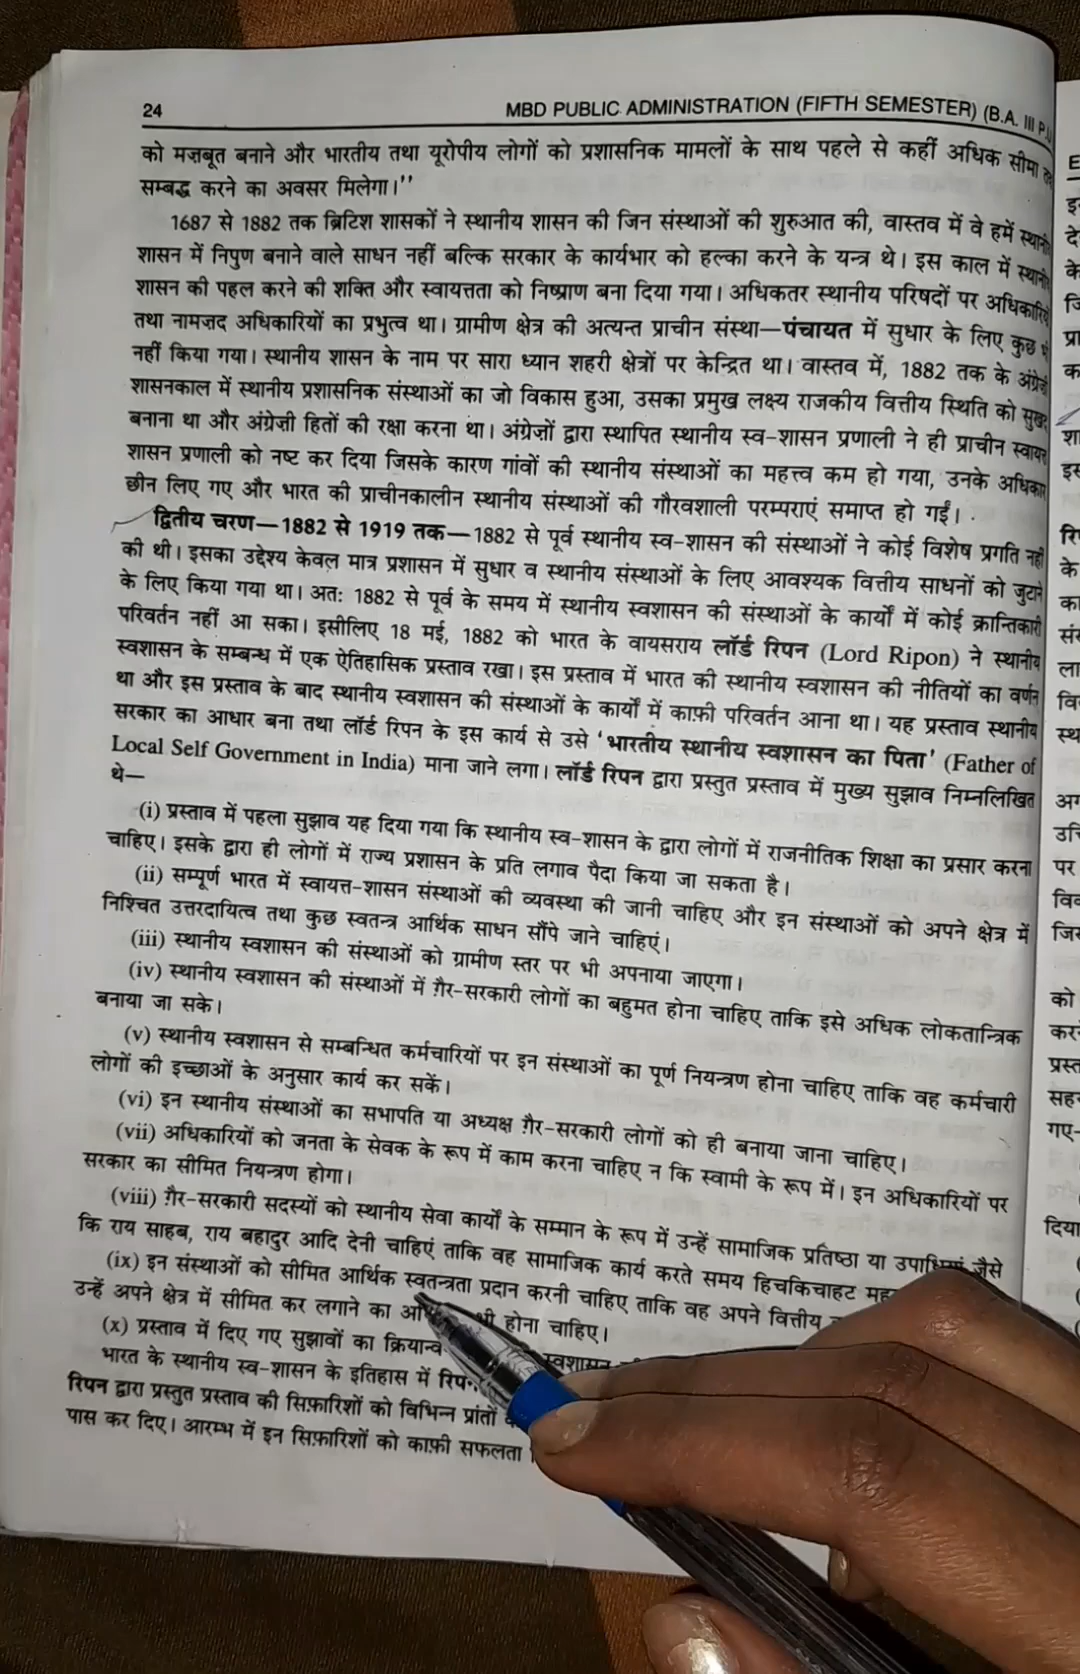 24
MBD PUBLIC ADMINISTRATION (FIFTH SEMESTER) (B.A. III P.U.
को मज़बूत बनाने और भारतीय तथा यूरोपीय लोगों को प्रशासनिक मामलों के साथ पहले से कहीं अधिक सीमा
सम्बद्ध करने का अवसर मिलेगा।’’
1687 से 1882 तक ब्रिटिश शासकों ने स्थानीय शासन की जिन संस्थाओं की शुरुआत की, वास्तव में वे हमें
शासन में निपुण बनाने वाले साधन नहीं बल्कि सरकार के कार्यभार को हल्का करने के यन्त्र थे। इस काल में
शासन की पहल करने की शक्ति और स्वायत्तता को निष्प्राण बना दिया गया। अधिकतर स्थानीय परिषदों पर
तथा नामज़द अधिकारियों का प्रभुत्व था। ग्रामीण क्षेत्र की अत्यन्त प्राचीन संस्था—पंचायत में सुधार के लिए कुछ
नहीं किया गया। स्थानीय शासन के नाम पर सारा ध्यान शहरी क्षेत्रों पर केन्द्रित था। वास्तव में, 1882 तक के
शासनकाल में स्थानीय प्रशासनिक संस्थाओं का जो विकास हुआ, उसका प्रमुख लक्ष्य राजकीय वित्तीय स्थिति को
बनाना था और अंग्रेज़ी हितों की रक्षा करना था। अंग्रेज़ों द्वारा स्थापित स्थानीय स्व-शासन प्रणाली ने ही प्राचीन
शासन प्रणाली को नष्ट कर दिया जिसके कारण गांवों की स्थानीय संस्थाओं का महत्त्व कम हो गया, उनके अधिकार
छीन लिए गए और भारत की प्राचीनकालीन स्थानीय संस्थाओं की गौरवशाली परम्पराएं समाप्त हो गईं।
द्वितीय चरण—1882 से 1919 तक—1882 से पूर्व स्थानीय स्व-शासन की संस्थाओं ने कोई विशेष प्रगति नहीं
की थी। इसका उद्देश्य केवल मात्र प्रशासन में सुधार व स्थानीय संस्थाओं के लिए आवश्यक वित्तीय साधनों को जुटाने
के लिए किया गया था। अत: 1882 से पूर्व के समय में स्थानीय स्वशासन की संस्थाओं के कार्यों में कोई क्रान्तिकारी
परिवर्तन नहीं आ सका। इसीलिए 18 मई, 1882 को भारत के वायसराय लॉर्ड रिपन (Lord Ripon) ने स्थानीय
स्वशासन के सम्बन्ध में एक ऐतिहासिक प्रस्ताव रखा। इस प्रस्ताव में भारत की स्थानीय स्वशासन की नीतियों का वर्णन
था और इस प्रस्ताव के बाद स्थानीय स्वशासन की संस्थाओं के कार्यों में काफ़ी परिवर्तन आना था। यह प्रस्ताव स्थानीय
सरकार का आधार बना तथा लॉर्ड रिपन के इस कार्य से उसे ‘भारतीय स्थानीय स्वशासन का पिता’ (Father of
Local Self Government in India) माना जाने लगा। लॉर्ड रिपन द्वारा प्रस्तुत प्रस्ताव में मुख्य सुझाव निम्नलिखित
थे—
(i) प्रस्ताव में पहला सुझाव यह दिया गया कि स्थानीय स्व-शासन के द्वारा लोगों में राजनीतिक शिक्षा का प्रसार करना
चाहिए। इसके द्वारा ही लोगों में राज्य प्रशासन के प्रति लगाव पैदा किया जा सकता है।
(ii) सम्पूर्ण भारत में स्वायत्त-शासन संस्थाओं की व्यवस्था की जानी चाहिए और इन संस्थाओं को अपने क्षेत्र में
निश्चित उत्तरदायित्व तथा कुछ स्वतन्त्र आर्थिक साधन सौंपे जाने चाहिएं।
(iii) स्थानीय स्वशासन की संस्थाओं को ग्रामीण स्तर पर भी अपनाया जाएगा।
(iv) स्थानीय स्वशासन की संस्थाओं में ग़ैर-सरकारी लोगों का बहुमत होना चाहिए ताकि इसे अधिक लोकतान्त्रिक
बनाया जा सके।
(v) स्थानीय स्वशासन से सम्बन्धित कर्मचारियों पर इन संस्थाओं का पूर्ण नियन्त्रण होना चाहिए ताकि वह कर्मचारी
लोगों की इच्छाओं के अनुसार कार्य कर सकें।
(vi) इन स्थानीय संस्थाओं का सभापति या अध्यक्ष ग़ैर-सरकारी लोगों को ही बनाया जाना चाहिए।
(vii) अधिकारियों को जनता के सेवक के रूप में काम करना चाहिए न कि स्वामी के रूप में। इन अधिकारियों पर
सरकार का सीमित नियन्त्रण होगा।
(viii) ग़ैर-सरकारी सदस्यों को स्थानीय सेवा कार्यों के सम्मान के रूप में उन्हें सामाजिक प्रतिष्ठा या उपाधियां जैसे
कि राय साहब, राय बहादुर आदि देनी चाहिएं ताकि वह सामाजिक कार्य करते समय हिचकिचाहट
(ix) इन संस्थाओं को सीमित आर्थिक स्वतन्त्रता प्रदान करनी चाहिए ताकि वह अपने वित्तीय
उन्हें अपने क्षेत्र में सीमित कर लगाने का भी होना चाहिए।
(x) प्रस्ताव में दिए गए सुझावों का स्वशासन
भारत के स्थानीय स्व-शासन के इतिहास में
रिपन द्वारा प्रस्तुत प्रस्ताव की सिफ़ारिशों को विभिन्न प्रांतों
पास कर दिए। आरम्भ में इन सिफ़ारिशों को काफ़ी सफलता